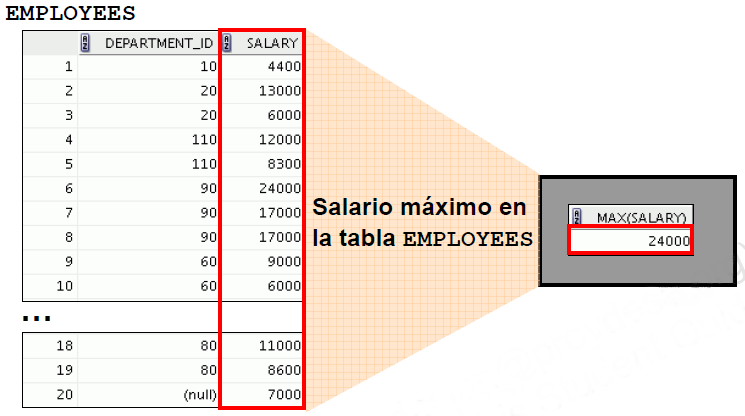 EMPLOYEES
DEPARTMENT_ID SALARY
1 10 4400
2 20 13000
3 20 6000
4 110 12000
5 110 8300
6 90 24000
7 90 17000
8 90 17000
9 60 9000
10 60 6000
...
18 80 11000
19 80 8600
20 (null) 7000
Salario máximo en
la tabla EMPLOYEES
MAX(SALARY)
24000